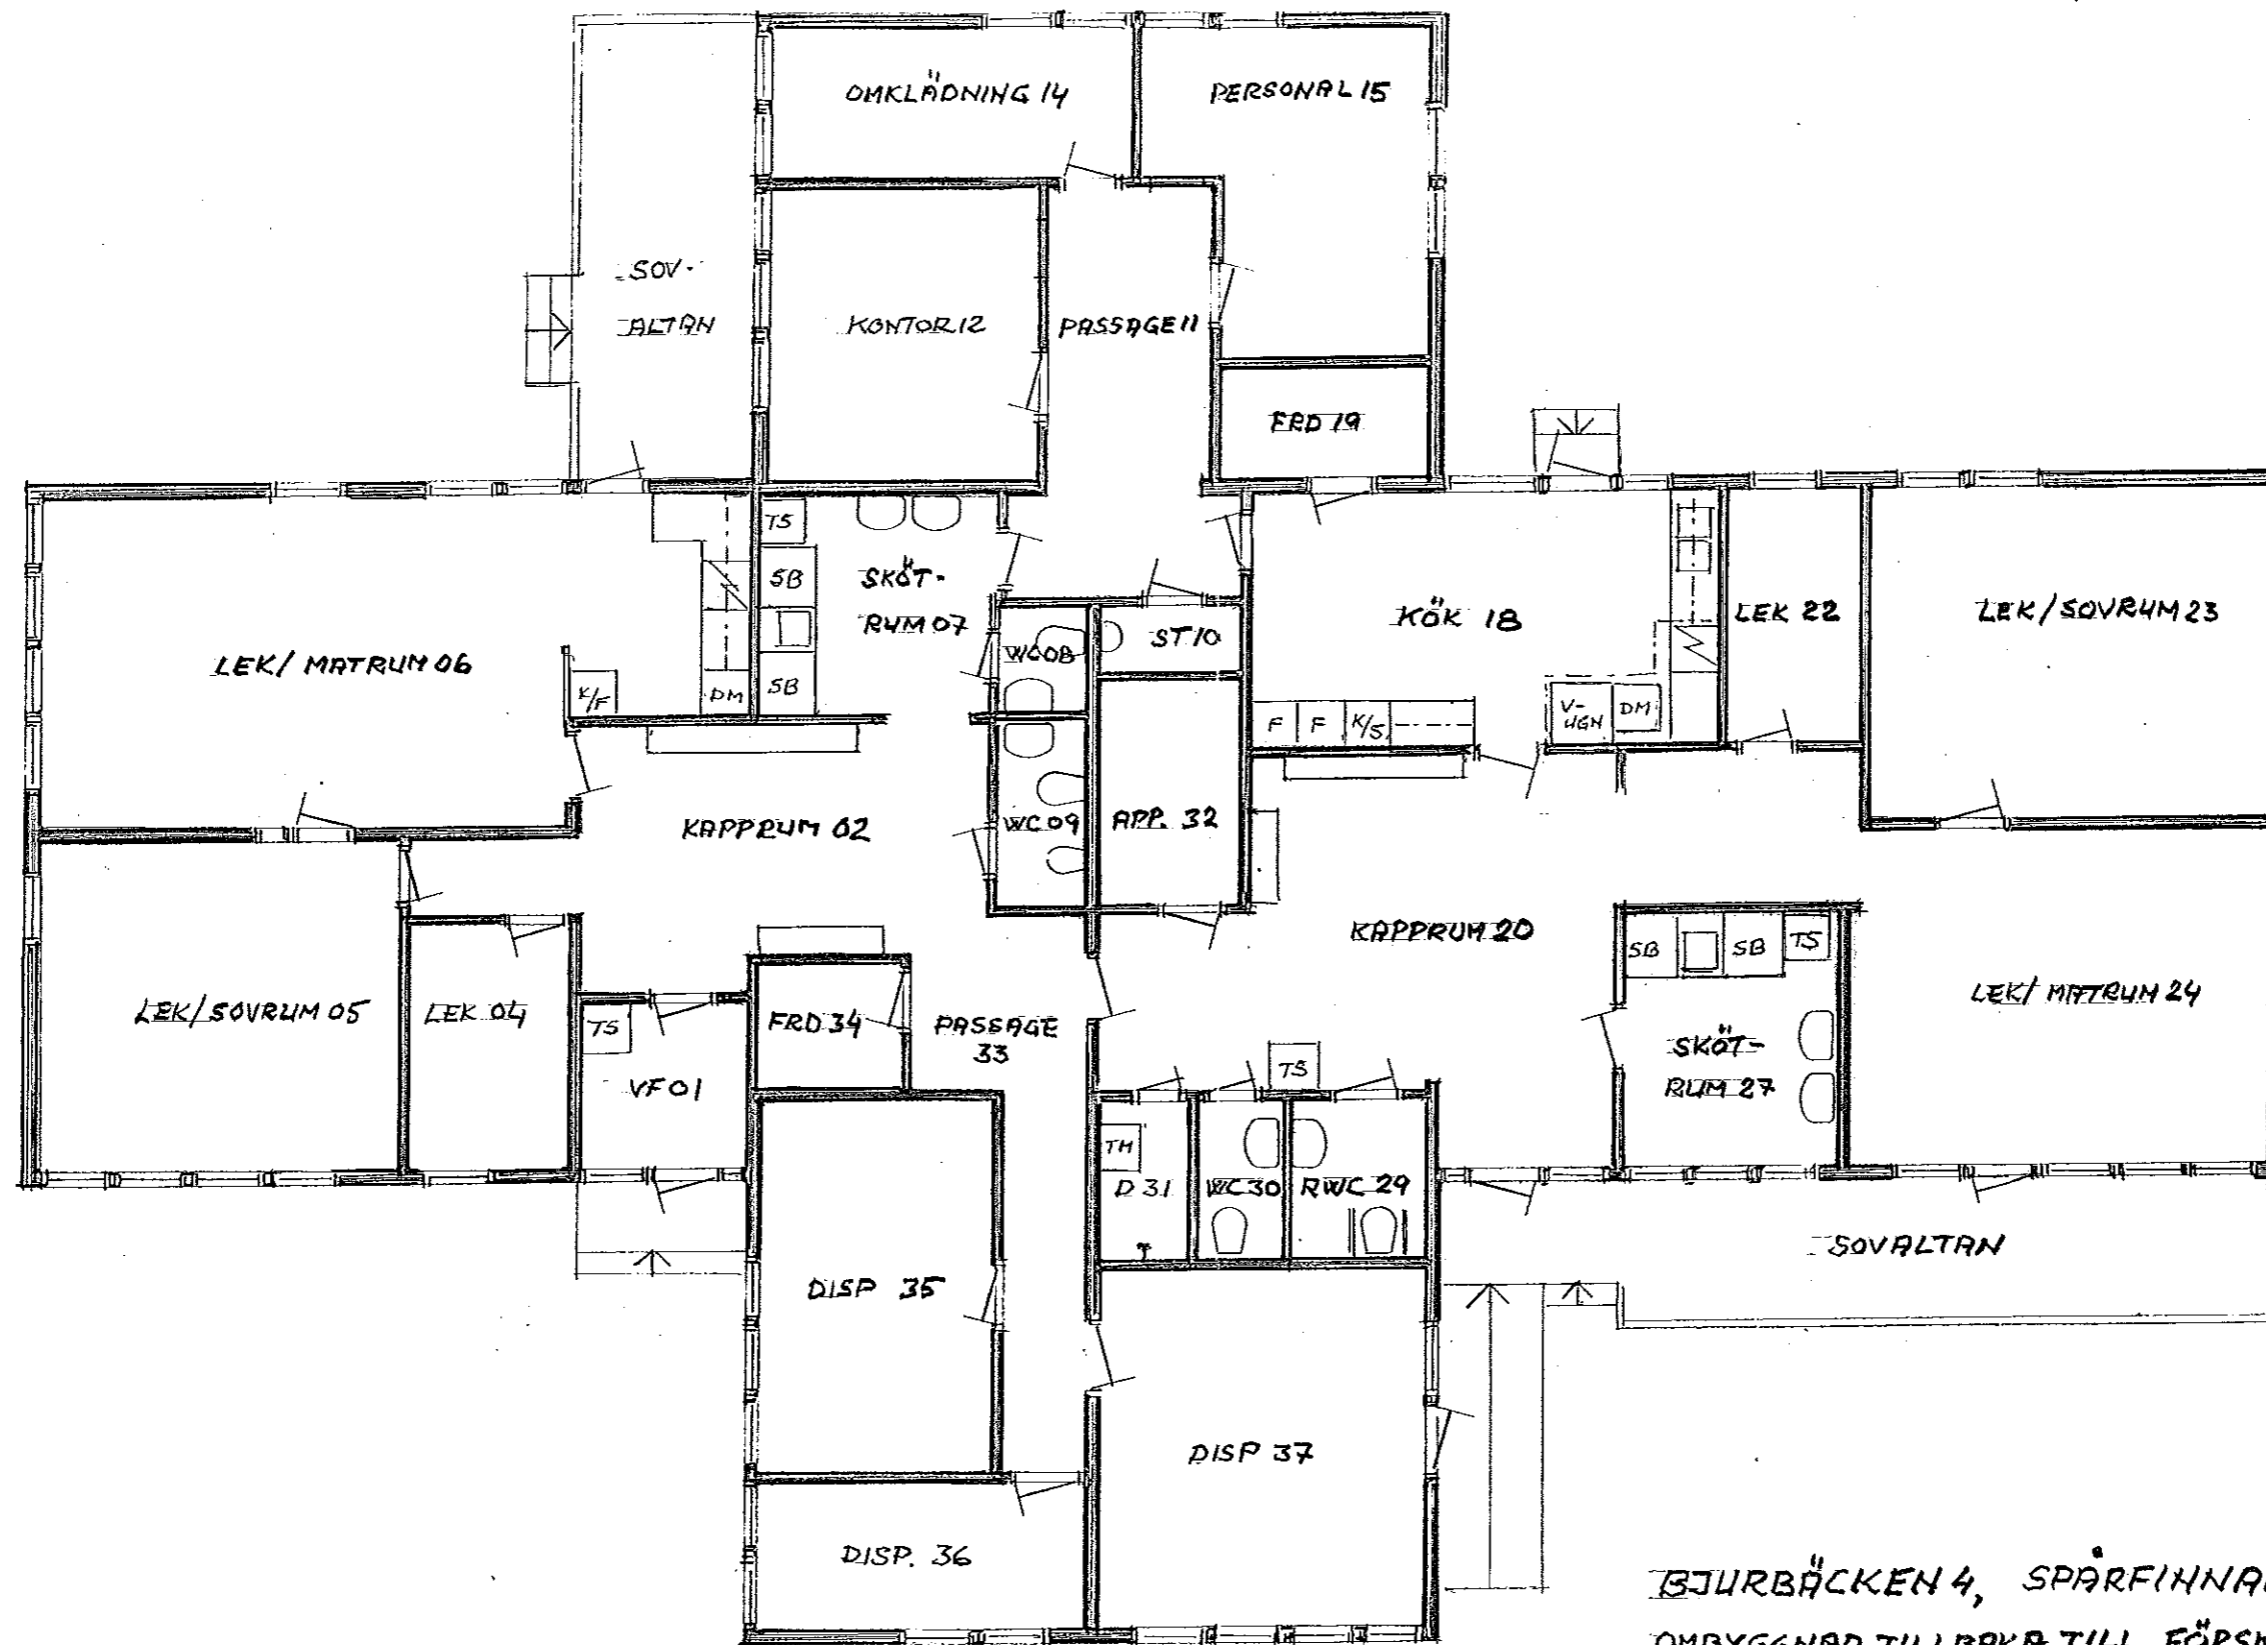 OMKLÄDNING 14
PERSONAL 15
SOV-
ALTAN
KONTOR 12
PASSAGE 11
FRD 19
TS
SB
SKÖT-
RUM 07
SB
LEK/ MATRUM 06
K/F
DM
WC 08
ST 10
KÖK 18
LEK 22
LEK/SOVRUM 23
F
F
K/S
V-
UGN
DM
KAPPRUM 02
WC 09
APP. 32
KAPPRUM 20
SB
SB
TS
LEK/SOVRUM 05
LEK 04
TS
VF 01
FRD 34
PASSAGE
33
LEK/ MATRUM 24
SKÖT-
RUM 27
TS
TM
D 31
WC 30
RWC 29
SOVALTAN
DISP 35
DISP 37
DISP. 36
BJURBÄCKEN 4,
OMBYGGNAD TILLBAKA TILL